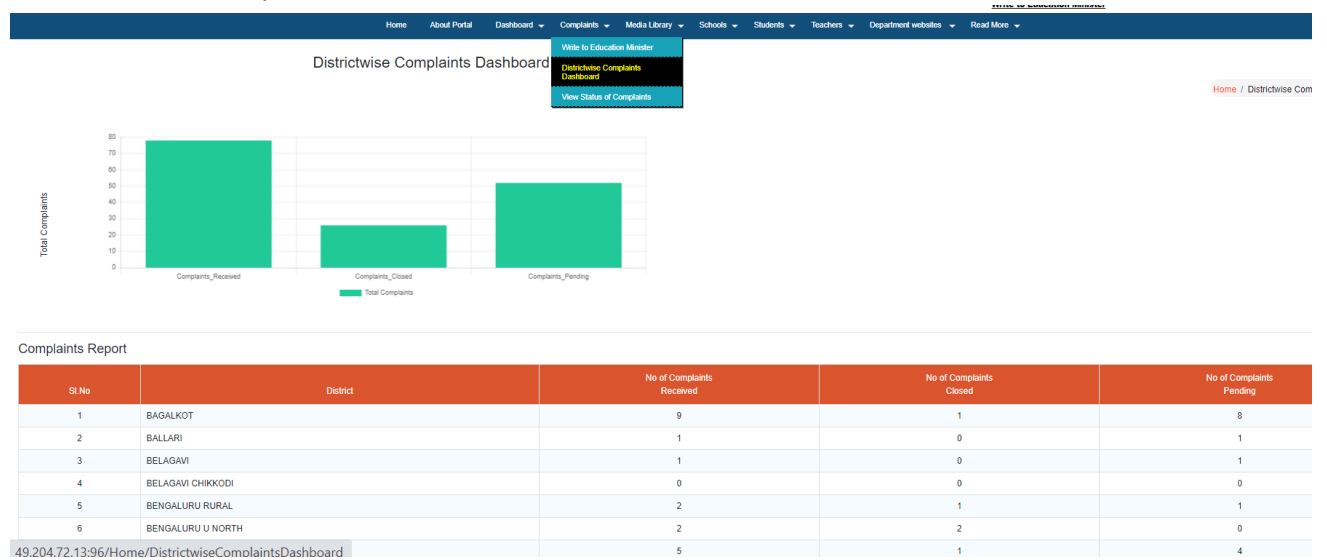 Write to Education Minister
Home About Portal Dashboard Complaints Media Library Schools Students Teachers Department websites Read More
Write to Education Minister
Districtwise Complaints
Dashboard
View Status of Complaints
Districtwise Complaints Dashboard
Home / Districtwise Com
80
70
60
50
40
30
20
10
0
Total Complaints
Complaints_Received Complaints_Closed Complaints_Pending
Total Complaints
Complaints Report
Sl.No District No of Complaints Received No of Complaints Closed No of Complaints Pending
1 BAGALKOT 9 1 8
2 BALLARI 1 0 1
3 BELAGAVI 1 0 1
4 BELAGAVI CHIKKODI 0 0 0
5 BENGALURU RURAL 2 1 1
6 BENGALURU U NORTH 2 2 0
5 1 4
49.204.72.13:96/Home/DistrictwiseComplaintsDashboard